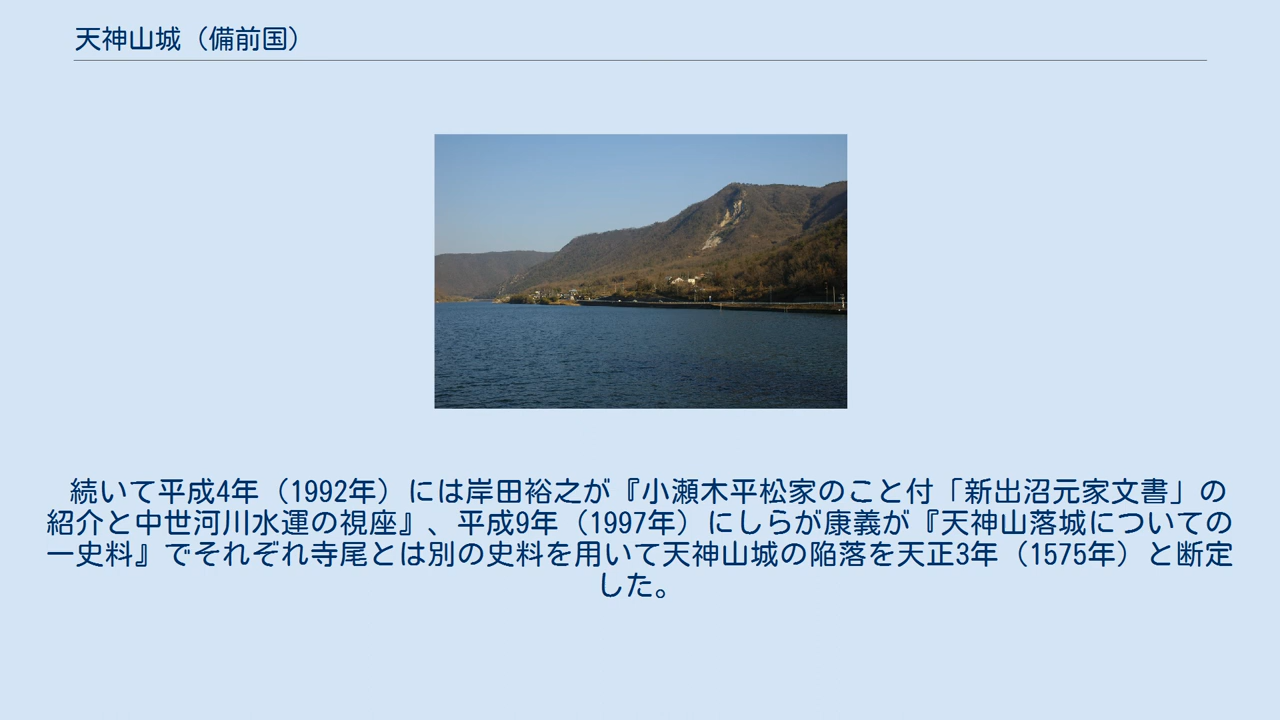 天神山城（備前国）
続いて平成4年（1992年）には岸田裕之が『小瀬木平松家のこと付「新出沼元家文書」の
紹介と中世河川水運の視座』、平成9年（1997年）にしらが康義が『天神山落城についての
一史料』でそれぞれ寺尾とは別の史料を用いて天神山城の陥落を天正3年（1575年）と断定
した。